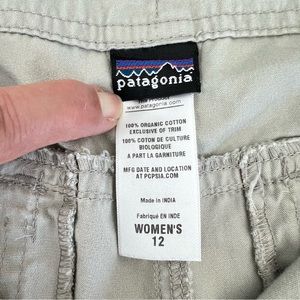 patagonia
www.patagonia.com
100% ORGANIC COTTON
EXCLUSIVE OF TRIM
100% COTON DE CULTURE
BIOLOGIQUE
A PART LA GARNITURE
MFG DATE AND LOCATION
AT PCPSIA.COM
Made in INDIA
Fabriqué EN INDE
WOMEN'S
12